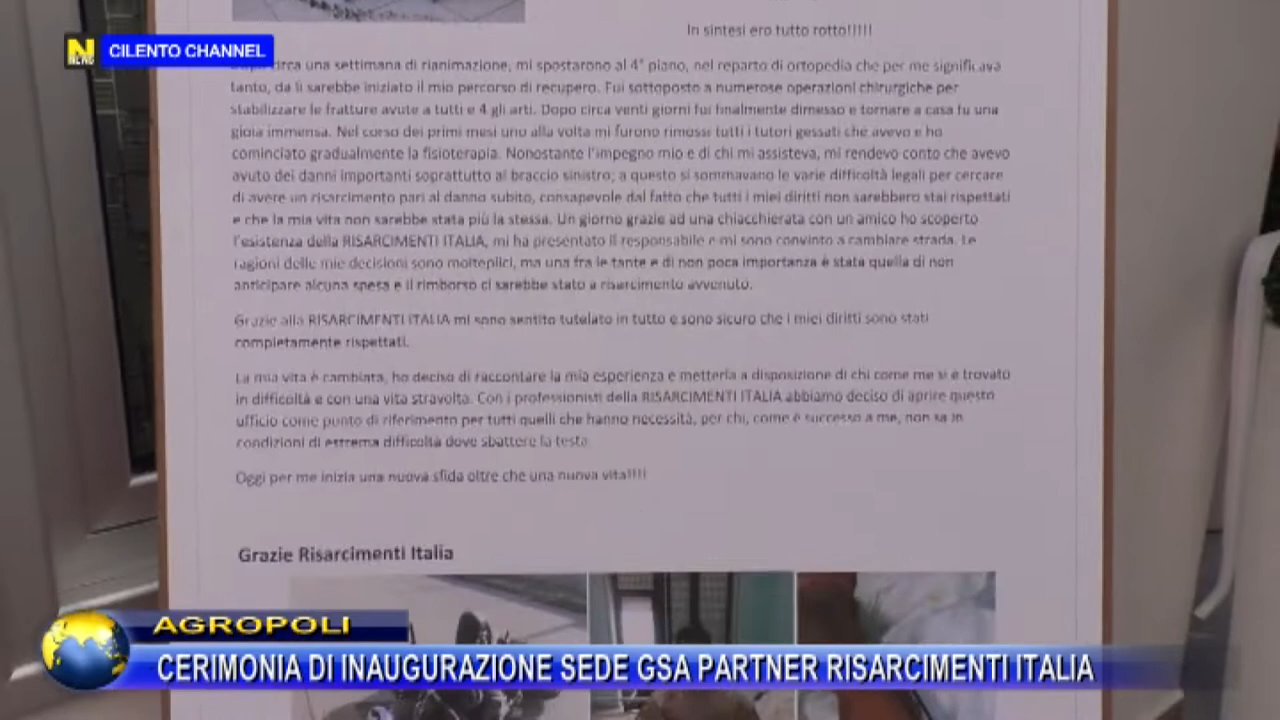 In sintesi ero tutto rotto!!!!!
N
NEWS
CILENTO CHANNEL
circa una settimana di rianimazione, mi spostarono al 4° piano, nel reparto di ortopedia che per me significava
tanto, da lì sarebbe iniziato il mio percorso di recupero. Fui sottoposto a numerose operazioni chirurgiche per
stabilizzare le fratture avute a tutti e 4 gli arti. Dopo circa venti giorni fui finalmente dimesso e tornare a casa fu una
gioia immensa. Nel corso dei primi mesi uno alla volta mi furono rimossi tutti i tutori gessati che avevo e ho
cominciato gradualmente la fisioterapia. Nonostante l'impegno mio e di chi mi assisteva, mi rendevo conto che avevo
avuto dei danni importanti soprattutto al braccio sinistro; a questo si sommavano le varie difficoltà legali per cercare
di avere un risarcimento pari al danno subito, consapevole dal fatto che tutti i miei diritti non sarebbero stai rispettati
e che la mia vita non sarebbe stata più la stessa. Un giorno grazie ad una chiacchierata con un amico ho scoperto
l'esistenza della RISARCIMENTI ITALIA, mi ha presentato il responsabile e mi sono convinto a cambiare strada. Le
ragioni delle mie decisioni sono molteplici, ma una fra le tante e di non poca importanza è stata quella di non
anticipare alcuna spesa e il rimborso ci sarebbe stato a risarcimento avvenuto.
Grazie alla RISARCIMENTI ITALIA mi sono sentito tutelato in tutto e sono sicuro che i miei diritti sono stati
completamente rispettati.
La mia vita è cambiata, ho deciso di raccontare la mia esperienza e metterla a disposizione di chi come me si è trovato
in difficoltà e con una vita stravolta. Con i professionisti della RISARCIMENTI ITALIA abbiamo deciso di aprire questo
ufficio come punto di riferimento per tutti quelli che hanno necessità, per chi, come è successo a me, non sa in
condizioni di estrema difficoltà dove sbattere la testa
Oggi per me inizia una nuova sfida oltre che una nuova vita!!!!
Grazie Risarcimenti Italia
AGROPOLI
CERIMONIA DI INAUGURAZIONE SEDE GSA PARTNER RISARCIMENTI ITALIA